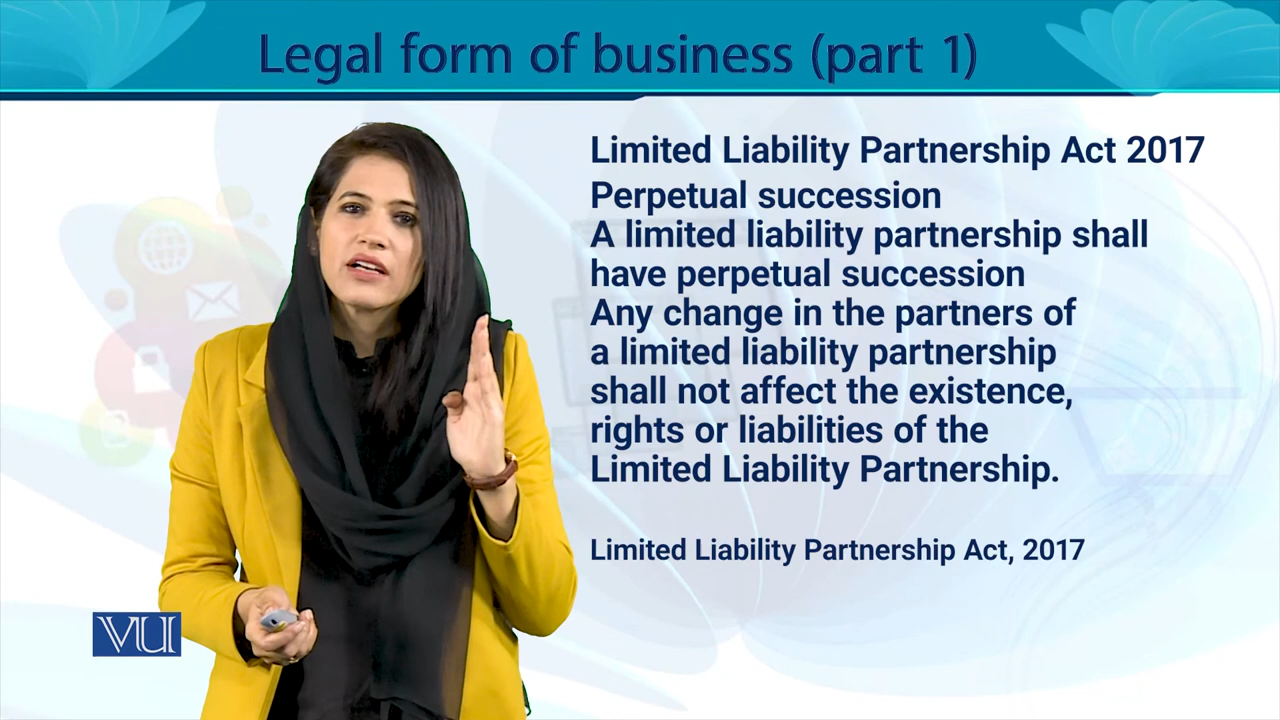 Legal form of business (part 1)
Limited Liability Partnership Act 2017
Perpetual succession
A limited liability partnership shall
have perpetual succession
Any change in the partners of
a limited liability partnership
shall not affect the existence,
rights or liabilities of the
Limited Liability Partnership.
Limited Liability Partnership Act, 2017
VU